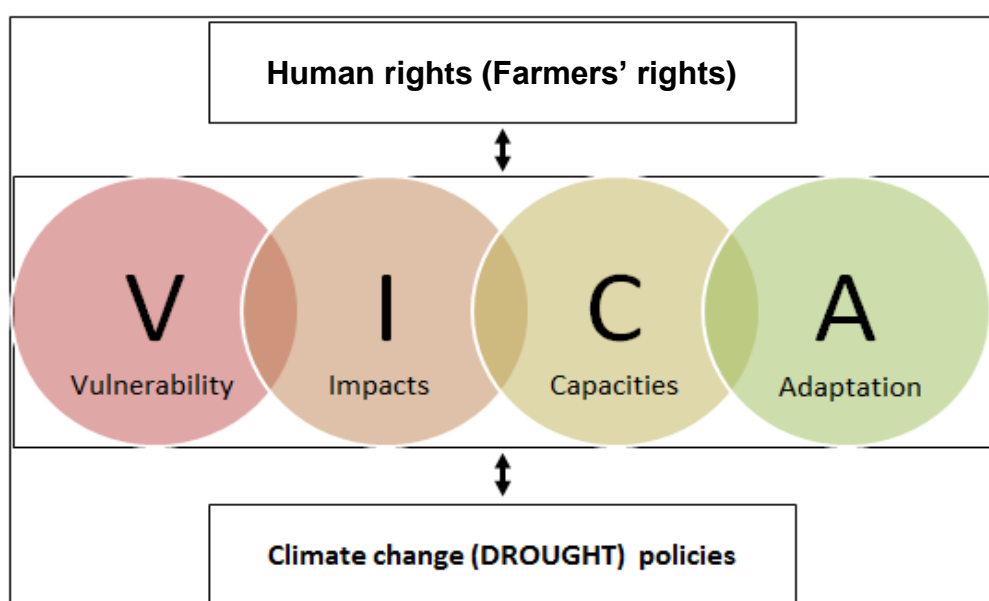 Human rights (Farmers’ rights)
V I C A
Vulnerability Impacts Capacities Adaptation
Climate change (DROUGHT) policies